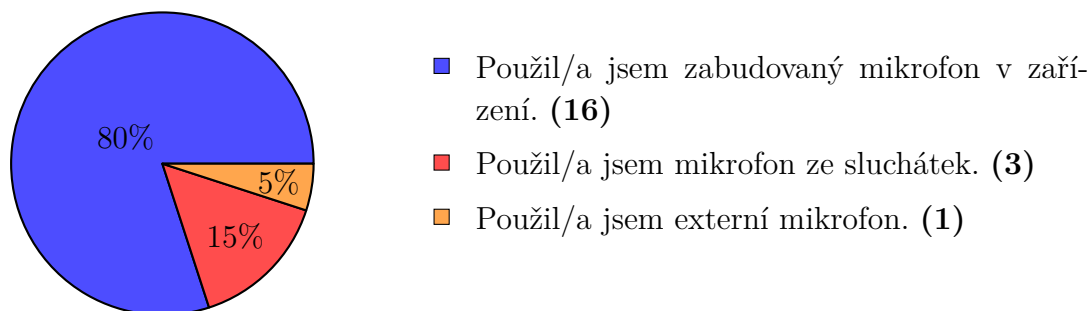 80%
5%
15%
Použil/a jsem zabudovaný mikrofon v zaří-
zení. (16)
Použil/a jsem mikrofon ze sluchátek. (3)
Použil/a jsem externí mikrofon. (1)